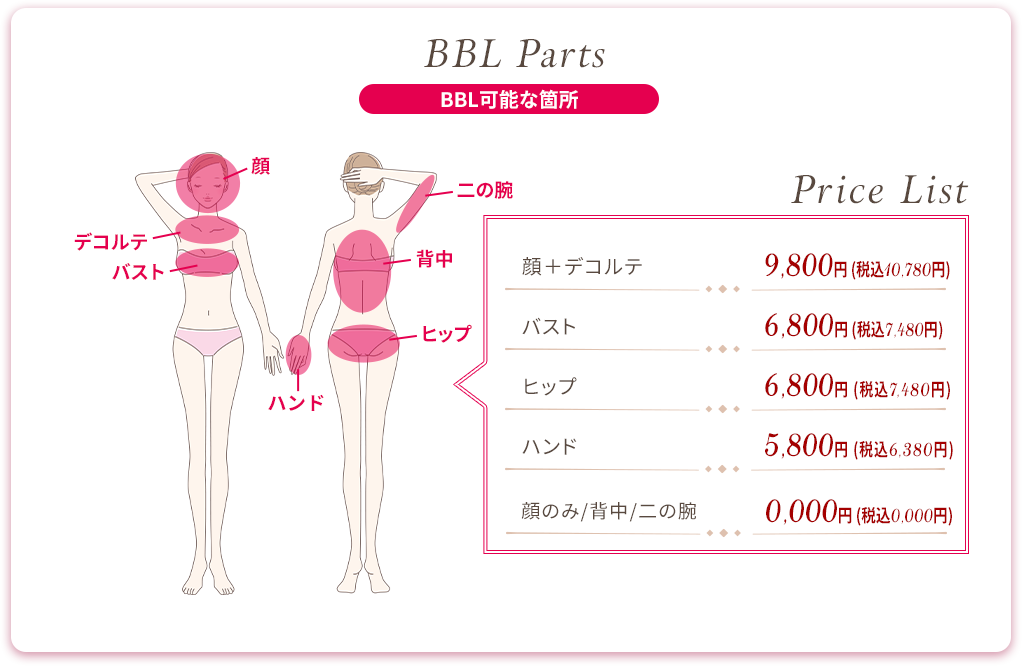 BBL Parts
BBL可能な箇所
顔
二の腕
デコルテ
バスト
背中
ヒップ
ハンド
Price List
顔＋デコルテ 9,800円 (税込10,780円)
バスト 6,800円 (税込7,480円)
ヒップ 6,800円 (税込7,480円)
ハンド 5,800円 (税込6,380円)
顔のみ/背中/二の腕 0,000円 (税込0,000円)